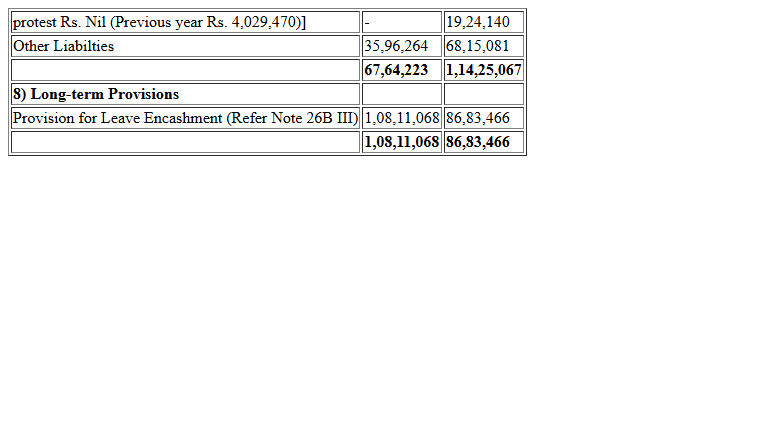 protest Rs. Nil (Previous year Rs. 4,029,470)] - 19,24,140
Other Liabilties 35,96,264 68,15,081
67,64,223 1,14,25,067
8) Long-term Provisions
Provision for Leave Encashment (Refer Note 26B III) 1,08,11,068 86,83,466
1,08,11,068 86,83,466